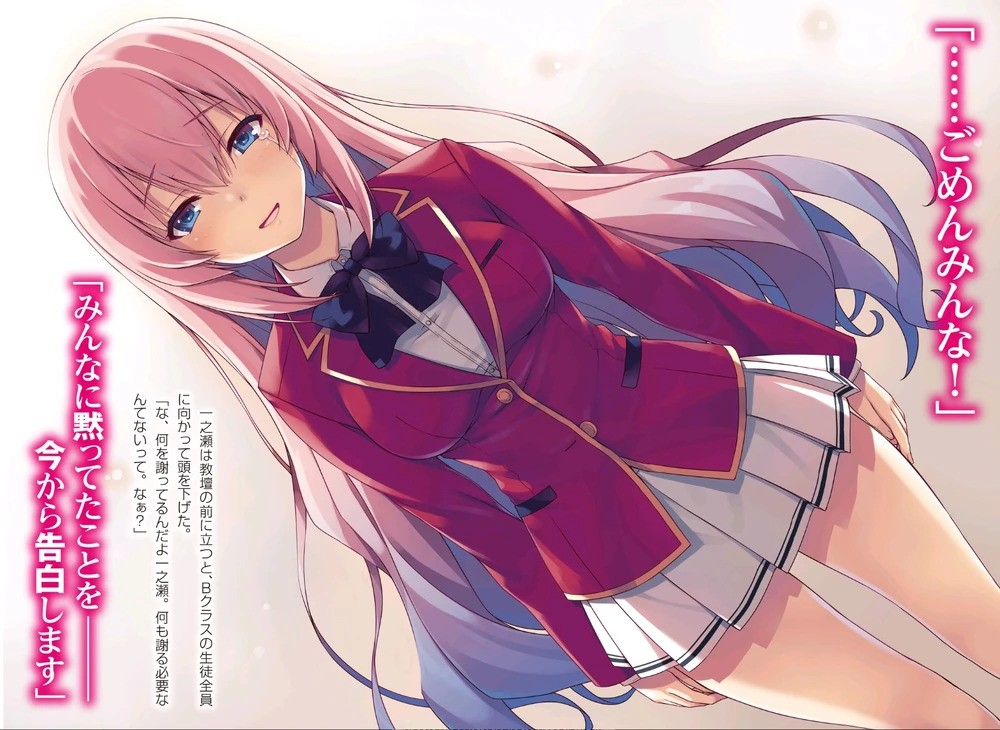 「……ごめんみんな！」
一之瀬は教壇の前に立つと、Bクラスの生徒全員
に向かって頭を下げた。
「な、何を謝ってるんだよ一之瀬。何も謝る必要な
んてないって。なぁ？」
「みんなに黙ってたことを――――
今から告白します」